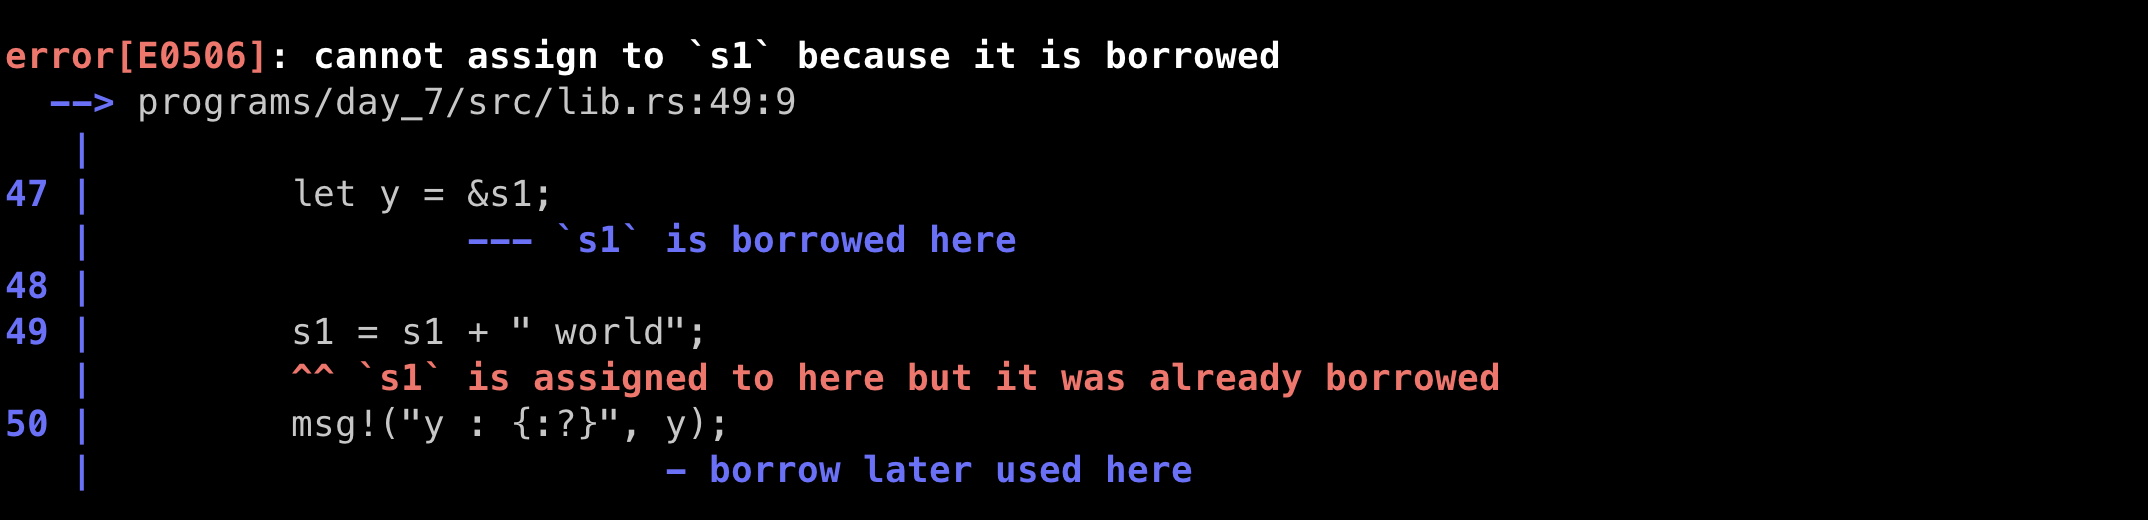 error[E0506]: cannot assign to `s1` because it is borrowed
  --> programs/day_7/src/lib.rs:49:9
   |
47 |         let y = &s1;
   |                 --- `s1` is borrowed here
48 |
49 |         s1 = s1 + " world";
   |         ^^ `s1` is assigned to here but it was already borrowed
50 |         msg!("y : {:?}", y);
   |                          - borrow later used here